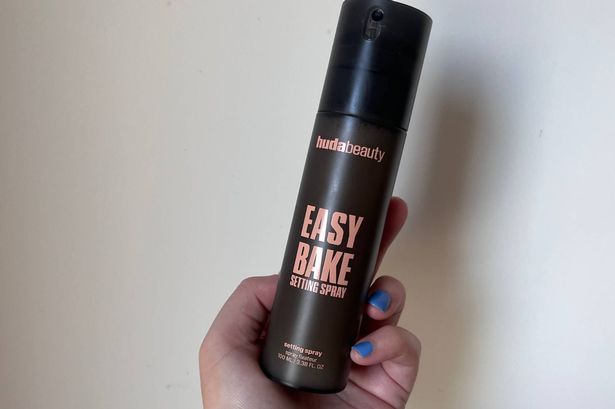 hudabeauty
EASY
BAKE
SETTING SPRAY
setting spray
spray fixateur
100 ML / 3.38 FL. OZ